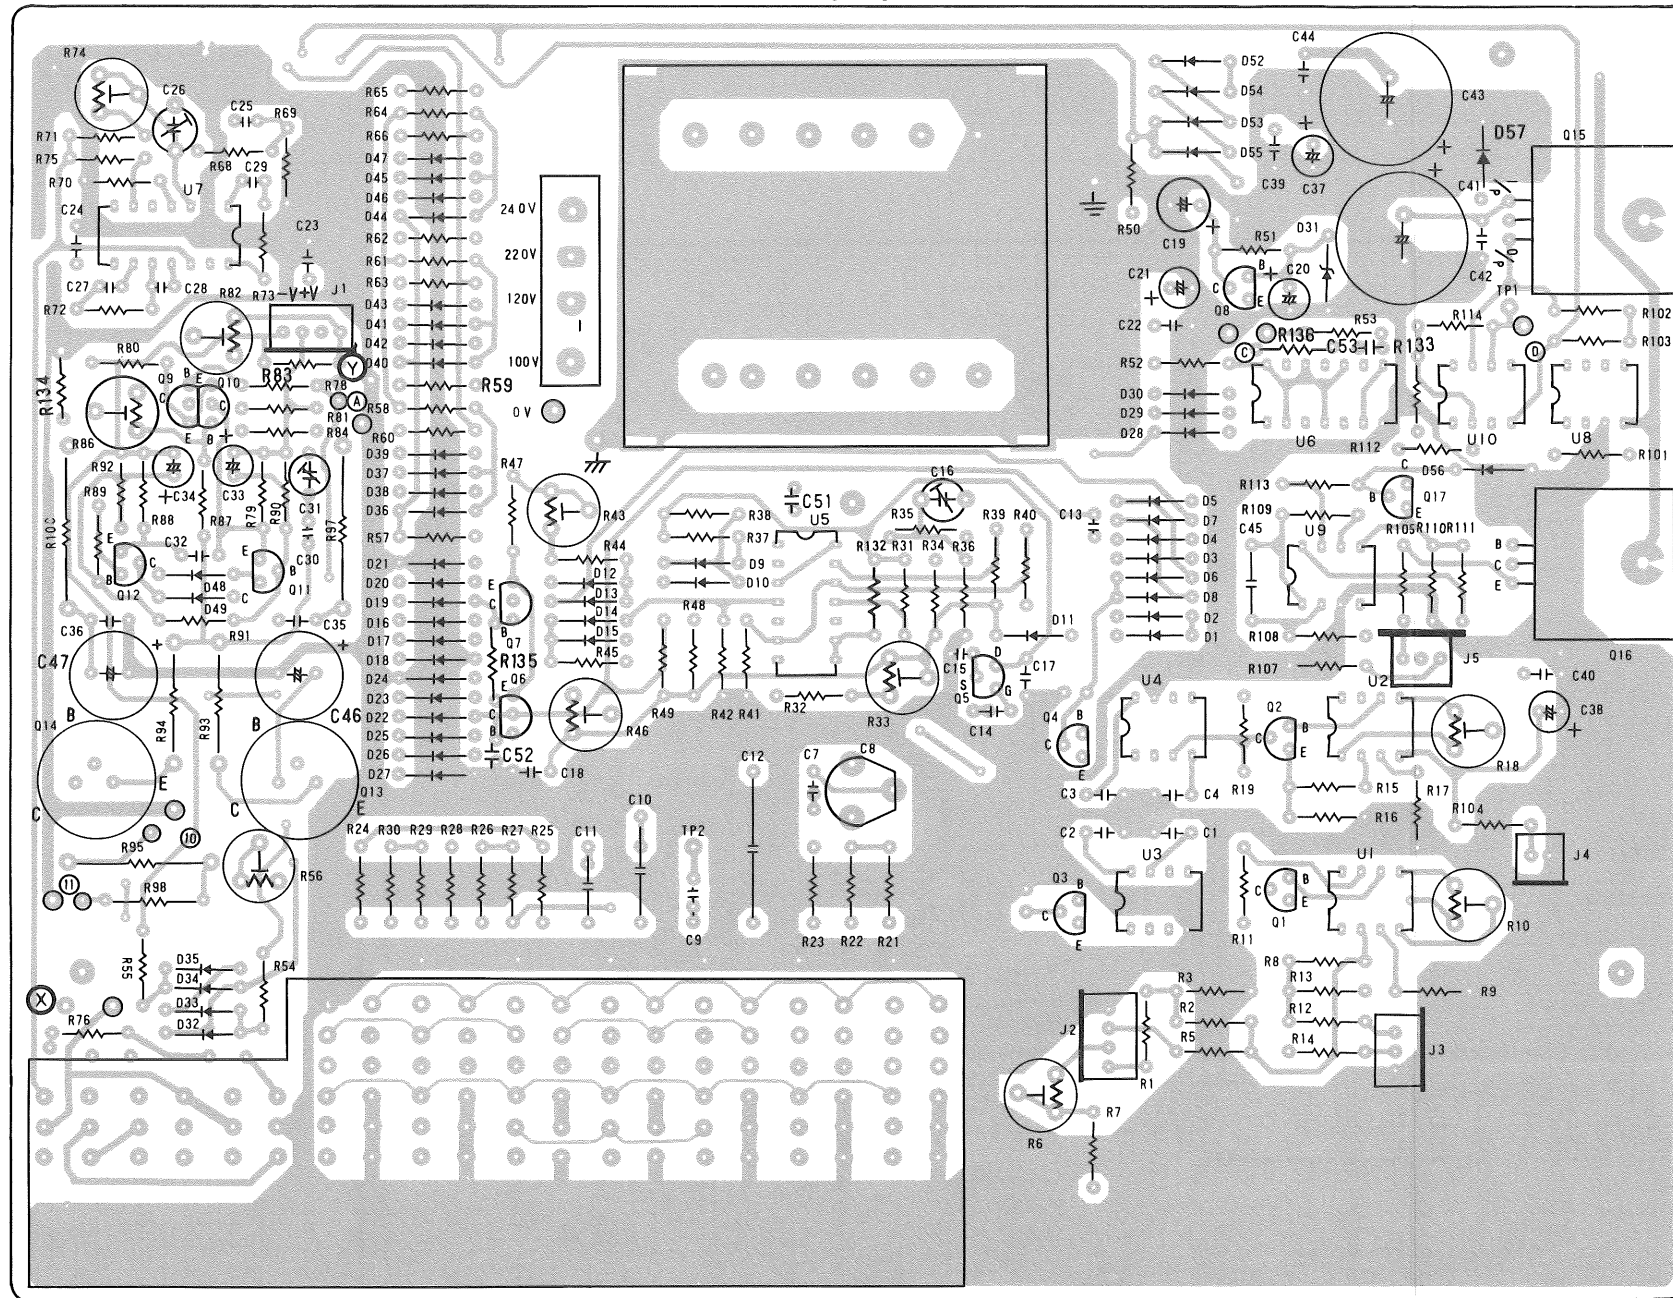 R74
C26
C25
R69
R71
R75
R68
C29
R70
U7
C24
C23
C27
C28
R82
R73
-V+V
J1
R72
R80
Q9
B
E
Q10
R83
R78
Y
R134
C
C
A
R81
R86
E
B
+
R84
R92
R89
C34
+
C33
C31
R100
R88
R87
R79
R90
R97
C32
C30
E
C
B
Q12
E
B
C
Q11
D48
D49
C36
C35
R91
+
+
C47
C46
B
B
Q14
R94
R93
E
C
C
E
Q13
10
R95
R56
11
R98
R55
D35
D34
D33
D32
R54
X
R76
R65
R64
R66
D47
D45
D46
D44
R62
R61
R63
D43
D41
D42
D40
R59
R58
R60
D39
D37
D38
D36
R57
D21
D20
D19
D16
D17
D18
D24
D23
D22
D25
D26
D27
240V
220V
120V
100V
0V
R47
R43
R44
D12
D13
D14
D15
R45
E
C
B
Q7
R135
Q6
E
C
B
R46
C52
C18
R38
R37
D9
D10
R48
C51
U5
R49
R42
R41
R32
R33
C16
R35
R132
R31
R34
R36
R39
R40
D11
C15
D
S
G
Q5
C17
C14
R24
R30
R29
R28
R26
R27
R25
C11
C10
TP2
C9
C12
C7
C8
R23
R22
R21
C44
D52
D54
D53
D55
C43
+
+
+
C39
C37
D57
Q15
C41
C42
I/P
O/P
TP1
R50
C19
+
R51
D31
C21
+
B
C
E
Q8
+
C20
C22
R136
R53
C53
R133
R114
R102
R103
C
D
R52
D30
D29
D28
U6
R112
U10
U8
R101
D56
C
B
Q17
E
R113
R109
C45
U9
R105
R110
R111
B
C
E
Q16
C13
D5
D7
D4
D3
D6
D8
D2
D1
R108
R107
J5
U2
C40
C38
+
U4
Q4
B
C
E
Q2
B
C
E
R18
C3
C4
R19
R15
R16
R17
R104
C2
C1
U3
U1
J4
Q3
B
C
E
Q1
B
C
E
R11
R10
R8
R13
R9
R3
R2
R5
R12
R14
J2
J3
R1
R6
R7